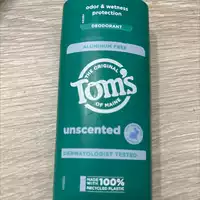 odor & wetness
protection
DEODORANT
ALUMINUM FREE
THE ORIGINAL
Tom's
OF MAINE
unscented
DERMATOLOGIST TESTED
MADE WITH 100%
RECYCLED PLASTIC